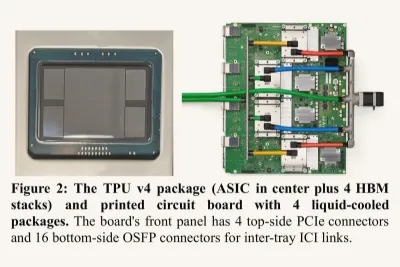 Figure 2: The TPU v4 package (ASIC in center plus 4 HBM
stacks) and printed circuit board with 4 liquid-cooled
packages. The board's front panel has 4 top-side PCIe connectors
and 16 bottom-side OSFP connectors for inter-tray ICI links.